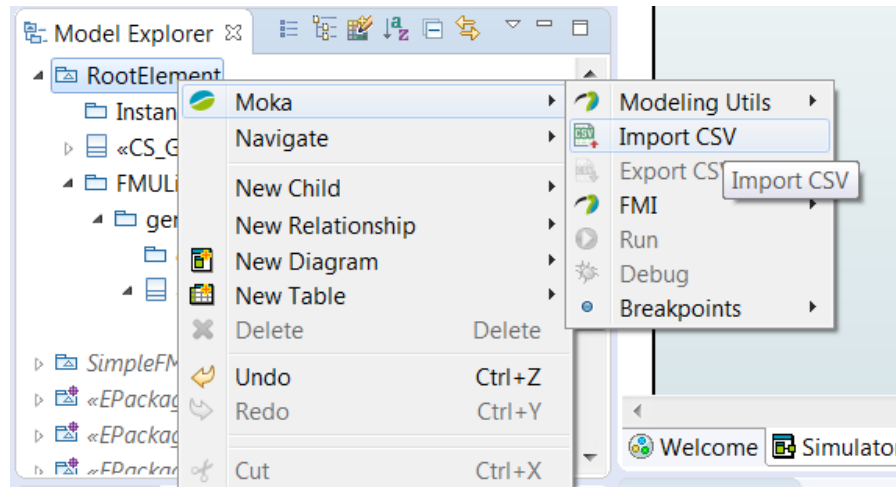 Model Explorer
RootElement
Instan
«CS_G
FMULi
ger
SimpleFM
«EPackag
«EPackag
«EPackag
Moka
Navigate
New Child
New Relationship
New Diagram
New Table
Delete Delete
Undo Ctrl+Z
Redo Ctrl+Y
Cut Ctrl+X
Modeling Utils
Import CSV
Export CS
Import CSV
FMI
Run
Debug
Breakpoints
Welcome Simulato